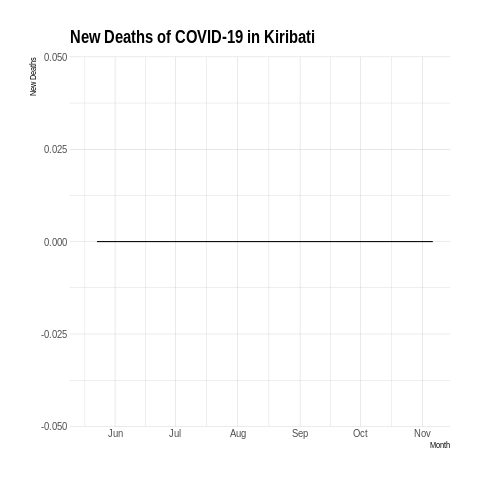 New Deaths of COVID-19 in Kiribati
New Deaths
0.050
0.025
0.000
-0.025
-0.050
Jun Jul Aug Sep Oct Nov
Month